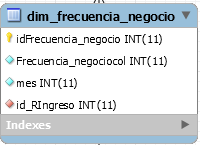 dim_frecuencia_negocio
idFrecuencia_negocio INT(11)
Frecuencia_negociocol INT(11)
mes INT(11)
id_RIngreso INT(11)
Indexes